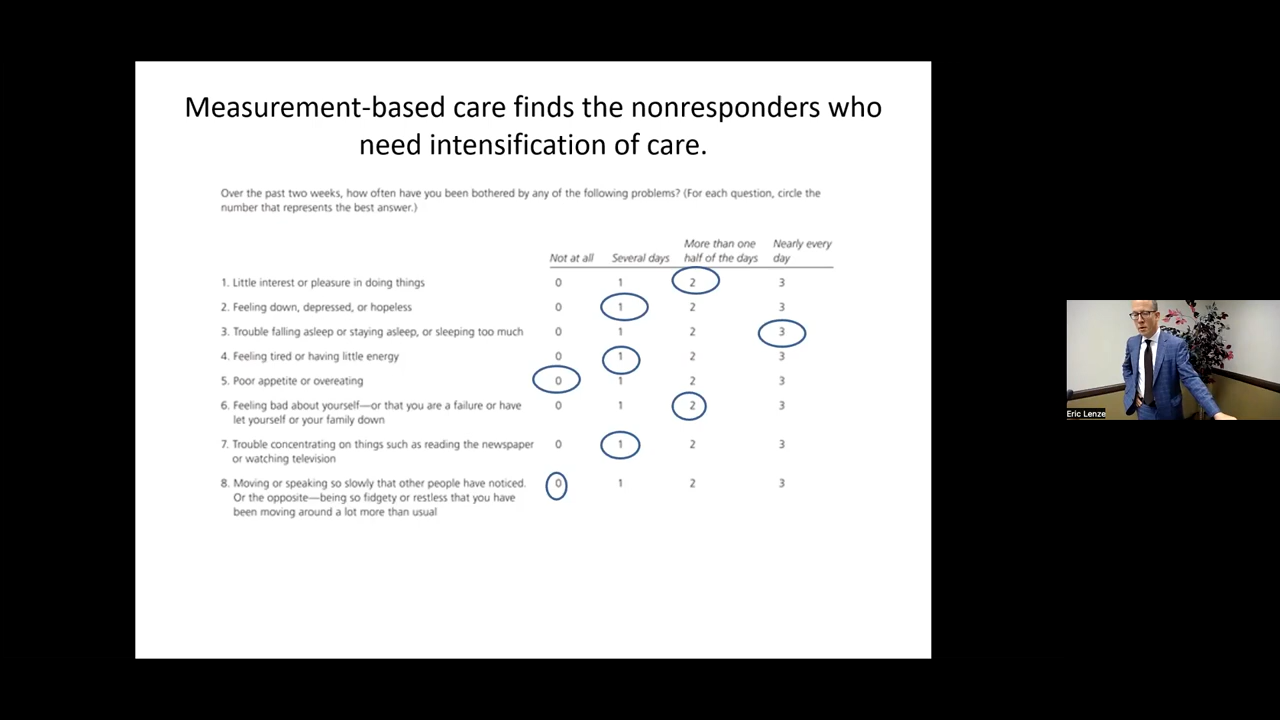 Measurement-based care finds the nonresponders who
need intensification of care.
Over the past two weeks, how often have you been bothered by any of the following problems? (For each question, circle the
number that represents the best answer.)
More than one Nearly every
Not at all Several days half of the days day
1. Little interest or pleasure in doing things 0 1 2 3
2. Feeling down, depressed, or hopeless 0 1 2 3
3. Trouble falling asleep or staying asleep, or sleeping too much 0 1 2 3
4. Feeling tired or having little energy 0 1 2 3
5. Poor appetite or overeating 0 1 2 3
6. Feeling bad about yourself—or that you are a failure or have 0 1 2 3
let yourself or your family down
7. Trouble concentrating on things such as reading the newspaper 0 1 2 3
or watching television
8. Moving or speaking so slowly that other people have noticed. 0 1 2 3
Or the opposite—being so fidgety or restless that you have
been moving around a lot more than usual
Eric Lenze